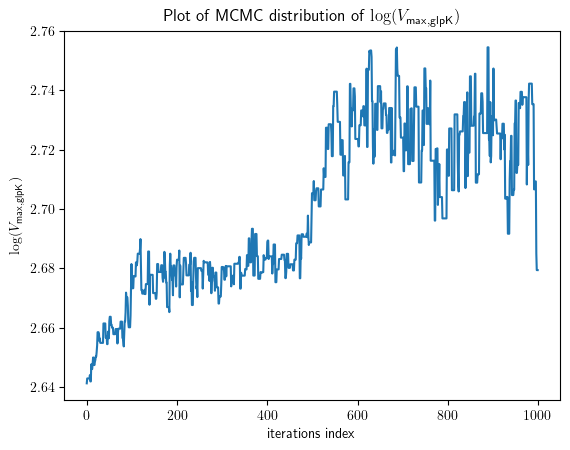 Plot of MCMC distribution of log(V_max,glpK)
2.76
2.74
2.72
2.70
2.68
2.66
2.64
log(V_max,glpK)
0 200 400 600 800 1000
iterations index